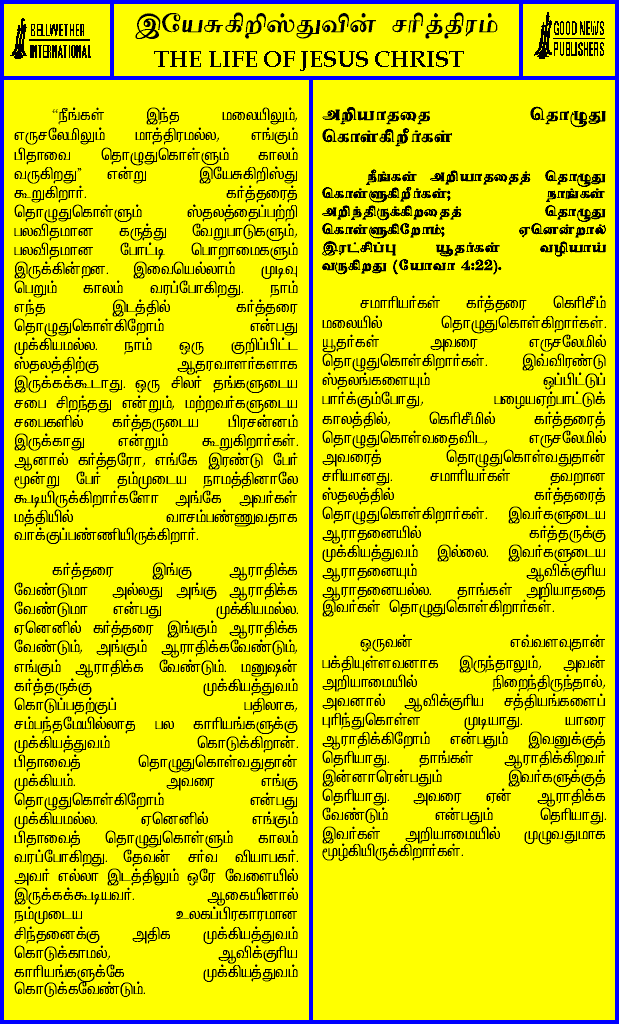 BELLWETHER
INTERNATIONAL
இயேசுகிறிஸ்துவின் சரித்திரம்
THE LIFE OF JESUS CHRIST
GOOD NEWS
PUBLISHERS
“நீங்கள் இந்த மலையிலும்,
எருசலேமிலும் மாத்திரமல்ல, எங்கும்
பிதாவை தொழுதுகொள்ளும் காலம்
வருகிறது” என்று இயேசுகிறிஸ்து
கூறுகிறார். கர்த்தரைத்
தொழுதுகொள்ளும் ஸ்தலத்தைப்பற்றி
பலவிதமான கருத்து வேறுபாடுகளும்,
பலவிதமான போட்டி பொறாமைகளும்
இருக்கின்றன. இவையெல்லாம் முடிவு
பெறும் காலம் வரப்போகிறது. நாம்
எந்த இடத்தில் கர்த்தரை
தொழுதுகொள்கிறோம் என்பது
முக்கியமல்ல. நாம் ஒரு குறிப்பிட்ட
ஸ்தலத்திற்கு ஆதரவாளர்களாக
இருக்கக்கூடாது. ஒரு சிலர் தங்களுடைய
சபை சிறந்தது என்றும், மற்றவர்களுடைய
சபைகளில் கர்த்தருடைய பிரசன்னம்
இருக்காது என்றும் கூறுகிறார்கள்.
ஆனால் கர்த்தரோ, எங்கே இரண்டு பேர்
மூன்று பேர் தம்முடைய நாமத்தினாலே
கூடியிருக்கிறார்களோ அங்கே அவர்கள்
மத்தியில் வாசம்பண்ணுவதாக
வாக்குப்பண்ணியிருக்கிறார்.
கர்த்தரை இங்கு ஆராதிக்க
வேண்டுமா அல்லது அங்கு ஆராதிக்க
வேண்டுமா என்பது முக்கியமல்ல.
ஏனெனில் கர்த்தரை இங்கும் ஆராதிக்க
வேண்டும், அங்கும் ஆராதிக்கவேண்டும்,
எங்கும் ஆராதிக்க வேண்டும். மனுஷன்
கர்த்தருக்கு முக்கியத்துவம்
கொடுப்பதற்குப் பதிலாக,
சம்பந்தமேயில்லாத பல காரியங்களுக்கு
முக்கியத்துவம் கொடுக்கிறான்.
பிதாவைத் தொழுதுகொள்வதுதான்
முக்கியம். அவரை எங்கு
தொழுதுகொள்கிறோம் என்பது
முக்கியமல்ல. ஏனெனில் எங்கும்
பிதாவைத் தொழுதுகொள்ளும் காலம்
வரப்போகிறது. தேவன் சர்வ வியாபகர்.
அவர் எல்லா இடத்திலும் ஒரே வேளையில்
இருக்கக்கூடியவர். ஆகையினால்
நம்முடைய உலகப்பிரகாரமான
சிந்தனைக்கு அதிக முக்கியத்துவம்
கொடுக்காமல், ஆவிக்குரிய
காரியங்களுக்கே முக்கியத்துவம்
கொடுக்கவேண்டும்.
அறியாததை தொழுது
கொள்கிறீர்கள்
நீங்கள் அறியாததைத் தொழுது
கொள்ளுகிறீர்கள்; நாங்கள்
அறிந்திருக்கிறதைத் தொழுது
கொள்ளுகிறோம்; ஏனென்றால்
இரட்சிப்பு யூதர்கள் வழியாய்
வருகிறது (யோவா 4:22).
சமாரியர்கள் கர்த்தரை கெரிசீம்
மலையில் தொழுதுகொள்கிறார்கள்.
யூதர்கள் அவரை எருசலேமில்
தொழுதுகொள்கிறார்கள். இவ்விரண்டு
ஸ்தலங்களையும் ஒப்பிட்டுப்
பார்க்கும்போது, பழையஏற்பாட்டுக்
காலத்தில், கெரிசீமில் கர்த்தரைத்
தொழுதுகொள்வதைவிட, எருசலேமில்
அவரைத் தொழுதுகொள்வதுதான்
சரியானது. சமாரியர்கள் தவறான
ஸ்தலத்தில் கர்த்தரைத்
தொழுதுகொள்கிறார்கள். இவர்களுடைய
ஆராதனையில் கர்த்தருக்கு
முக்கியத்துவம் இல்லை. இவர்களுடைய
ஆராதனையும் ஆவிக்குரிய
ஆராதனையல்ல. தாங்கள் அறியாததை
இவர்கள் தொழுதுகொள்கிறார்கள்.
ஒருவன் எவ்வளவுதான்
பக்தியுள்ளவனாக இருந்தாலும், அவன்
அறியாமையில் நிறைந்திருந்தால்,
அவனால் ஆவிக்குரிய சத்தியங்களைப்
புரிந்துகொள்ள முடியாது. யாரை
ஆராதிக்கிறோம் என்பதும் இவனுக்குத்
தெரியாது. தாங்கள் ஆராதிக்கிறவர்
இன்னாரென்பதும் இவர்களுக்குத்
தெரியாது. அவரை ஏன் ஆராதிக்க
வேண்டும் என்பதும் தெரியாது.
இவர்கள் அறியாமையில் முழுவதுமாக
மூழ்கியிருக்கிறார்கள்.